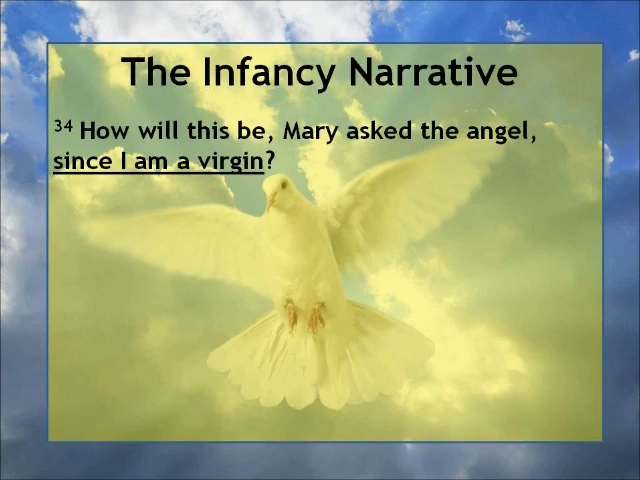 The Infancy Narrative
34 How will this be, Mary asked the angel,
since I am a virgin?